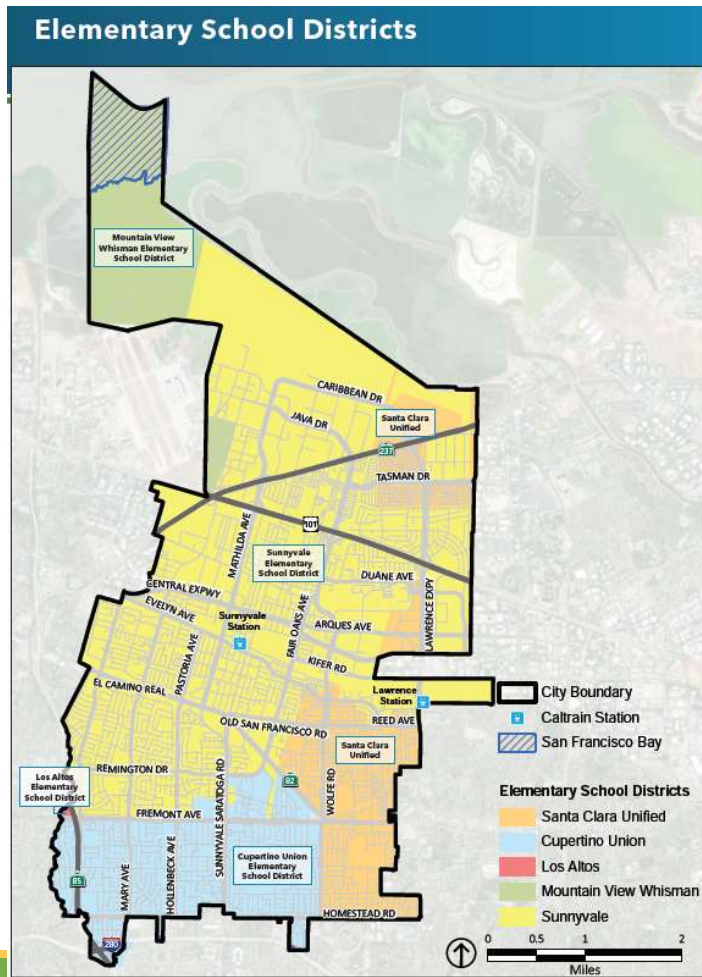 Elementary School Districts
Mountain View
Whisman Elementary
School District
CARIBBEAN DR
JAVA DR
Santa Clara
Unified
237
TASMAN DR
101
MATHILDA AVE
Sunnyvale
Elementary
School District
DUANE AVE
CENTRAL EXPWY
EVELYN AVE
FAIR OAKS AVE
LAWRENCE EXPY
Sunnyvale
Station
ARQUES AVE
PASTORIA AVE
KIFER RD
EL CAMINO REAL
Lawrence
Station
OLD SAN FRANCISCO RD
REED AVE
Santa Clara
Unified
REMINGTON DR
Los Altos
Elementary
School District
82
WOLFE RD
FREMONT AVE
SUNNYVALE SARATOGA RD
MARY AVE
HOLLENBECK AVE
Cupertino Union
Elementary
School District
85
HOMESTEAD RD
280
City Boundary
Caltrain Station
San Francisco Bay
Elementary School Districts
Santa Clara Unified
Cupertino Union
Los Altos
Mountain View Whisman
Sunnyvale
0 0.5 1 2
Miles